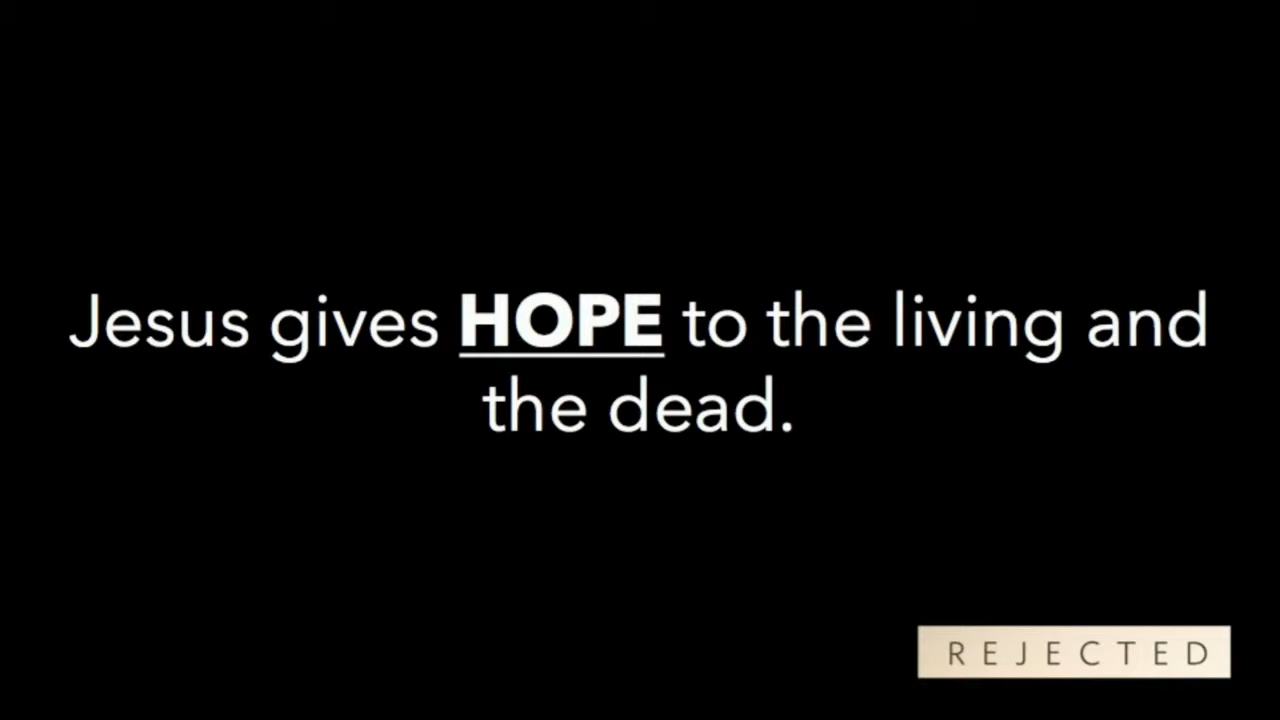 Jesus gives HOPE to the living and
the dead.
REJECTED